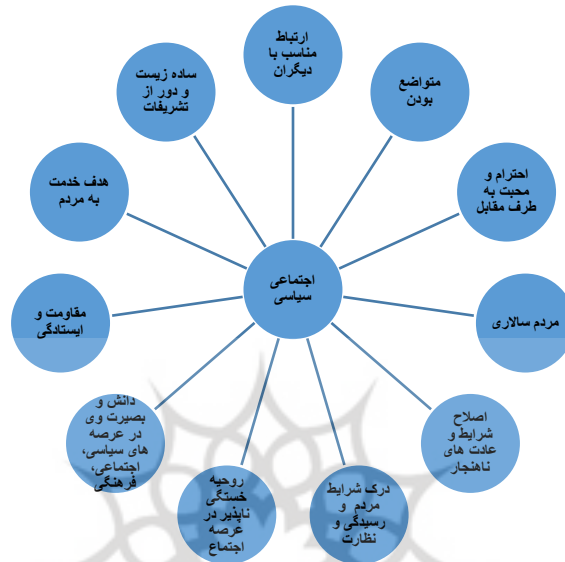 ارتباط
مناسب با
دیگران
متواضع
بودن
احترام و
محبت به
طرف مقابل
مردم سالاری
اصلاح
شرایط و
عادت های
ناهنجار
درک شرایط
مردم و
رسیدگی و
نظارت
روحیه
خستگی
ناپذیر در
عرصه
اجتماع
دانش و
بصیرت وی
در عرصه
های سیاسی،
اجتماعی،
فرهنگی،
مقاومت و
ایستادگی
هدف خدمت
به مردم
ساده زیست
و دور از
تشریفات
اجتماعی
سیاسی